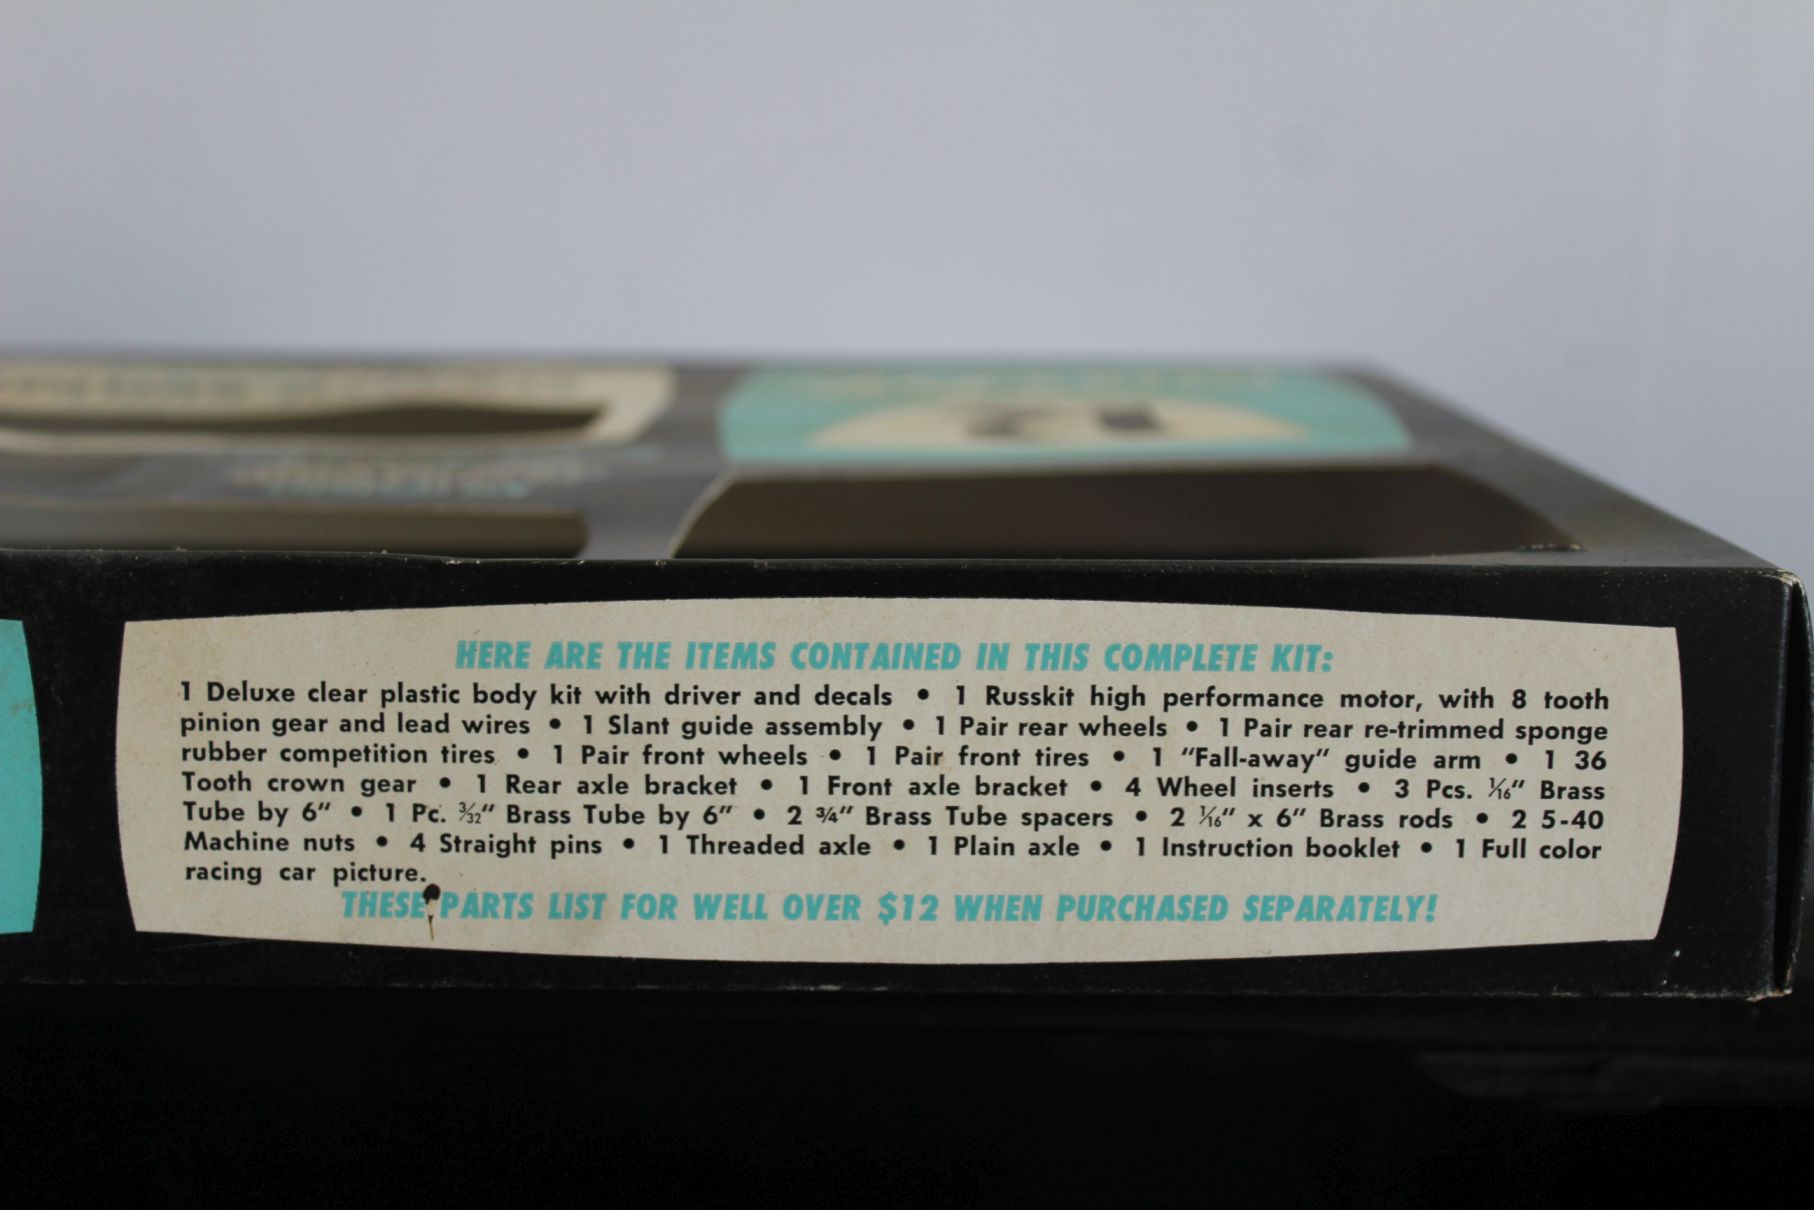 HERE ARE THE ITEMS CONTAINED IN THIS COMPLETE KIT:
1 Deluxe clear plastic body kit with driver and decals • 1 Russkit high performance motor, with 8 tooth
pinion gear and lead wires • 1 Slant guide assembly • 1 Pair rear wheels • 1 Pair rear re-trimmed sponge
rubber competition tires • 1 Pair front wheels • 1 Pair front tires • 1 "Fall-away" guide arm • 1 36
Tooth crown gear • 1 Rear axle bracket • 1 Front axle bracket • 4 Wheel inserts • 3 Pcs. 1/16" Brass
Tube by 6" • 1 Pc. 3/32" Brass Tube by 6" • 2 3/4" Brass Tube spacers • 2 1/16" x 6" Brass rods • 2 5-40
Machine nuts • 4 Straight pins • 1 Threaded axle • 1 Plain axle • 1 Instruction booklet • 1 Full color
racing car picture.
THESE PARTS LIST FOR WELL OVER $12 WHEN PURCHASED SEPARATELY!